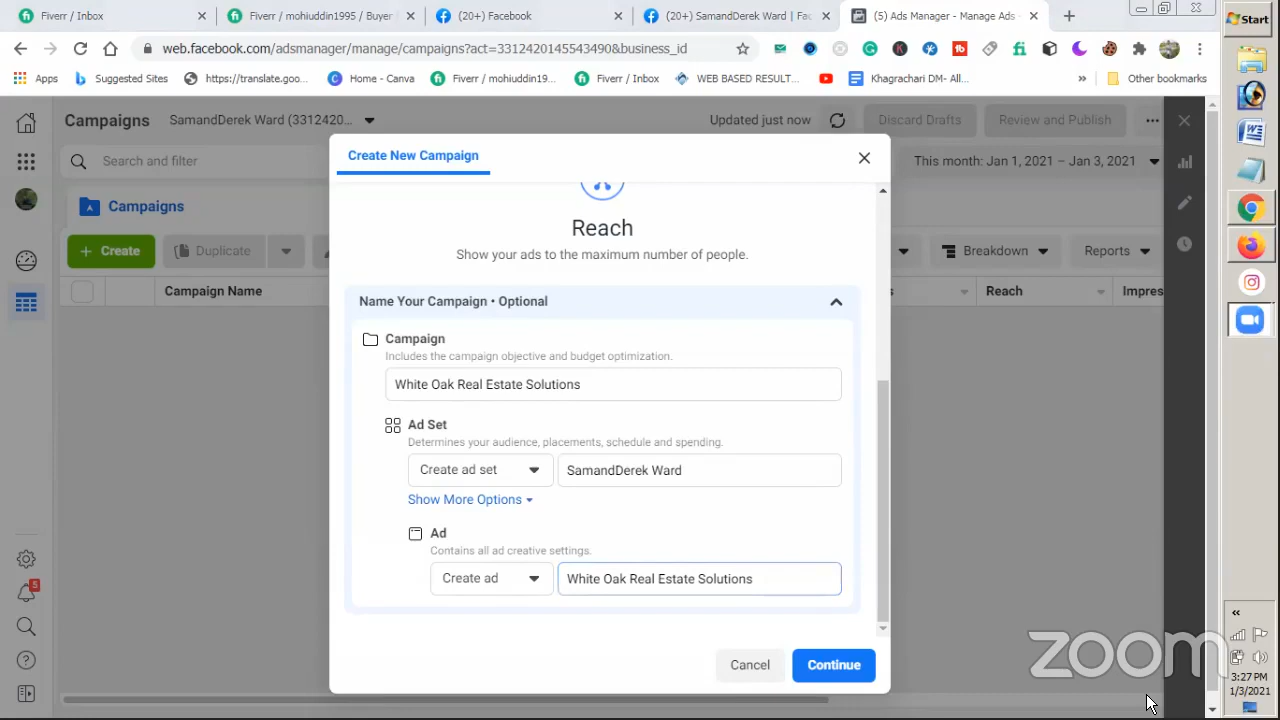 Fiverr / Inbox
Fiverr / mohiuddin1995 / Buyer
(20+) Facebook
(20+) SamandDerek Ward | Fac
(5) Ads Manager - Manage Ads -
Start
web.facebook.com/adsmanager/manage/campaigns?act=3312420145543490&business_id
Apps
Suggested Sites
https://translate.goo...
Home - Canva
Fiverr / mohiuddin19...
Fiverr / Inbox
WEB BASED RESULT...
Khagrachari DM- All...
»
Other bookmarks
Campaigns
SamandDerek Ward (3312420...
Updated just now
Discard Drafts
Review and Publish
Create New Campaign
Search and filter
This month: Jan 1, 2021 – Jan 3, 2021
Campaigns
+ Create
Duplicate
Breakdown
Reports
Campaign Name
s
Reach
Impres
Reach
Show your ads to the maximum number of people.
Name Your Campaign • Optional
Campaign
Includes the campaign objective and budget optimization.
White Oak Real Estate Solutions
Ad Set
Determines your audience, placements, schedule and spending.
Create ad set
SamandDerek Ward
Show More Options
Ad
Contains all ad creative settings.
Create ad
White Oak Real Estate Solutions
5
Cancel
Continue
zoom
3:27 PM
1/3/2021